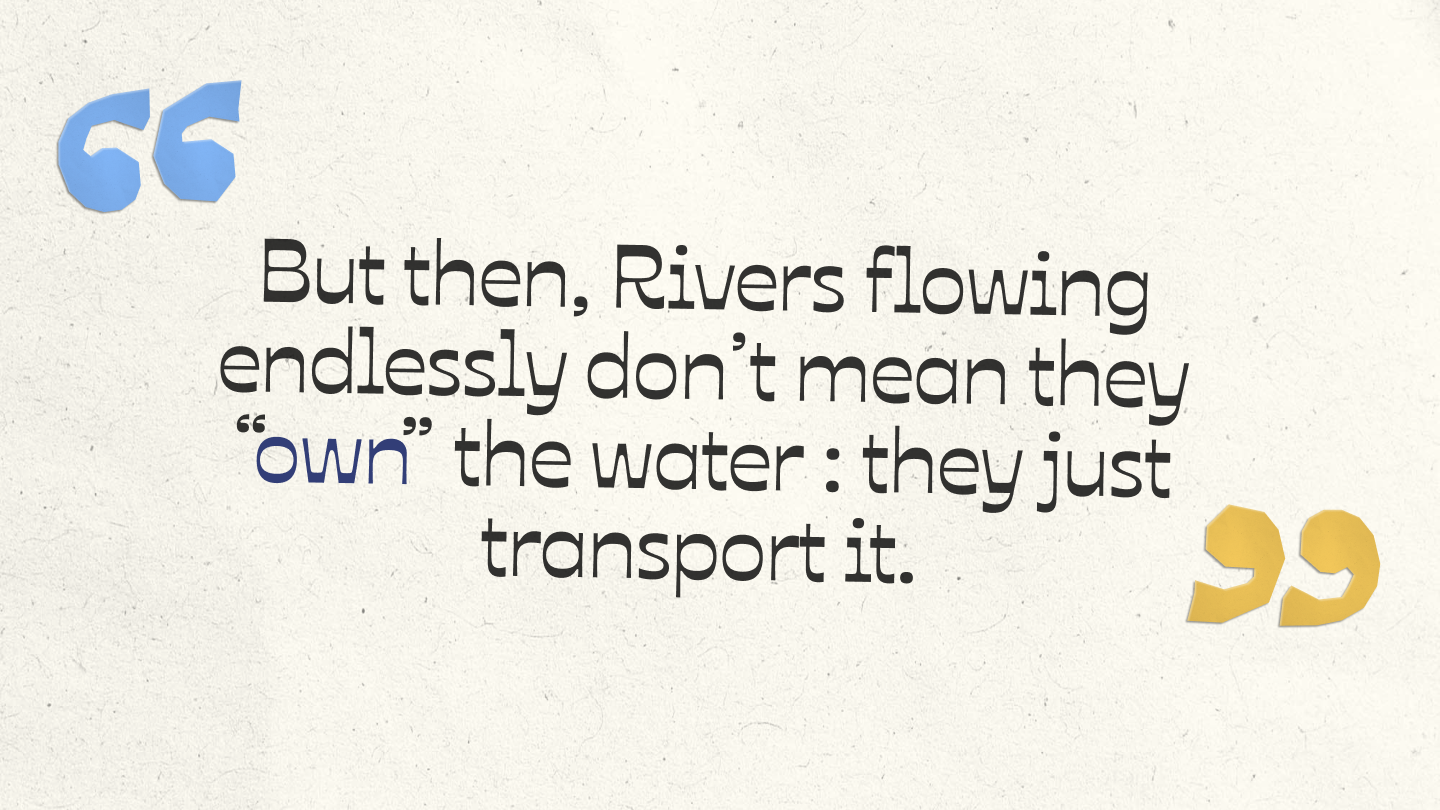 But then, Rivers flowing
endlessly don’t mean they
“own” the water : they just
transport it.